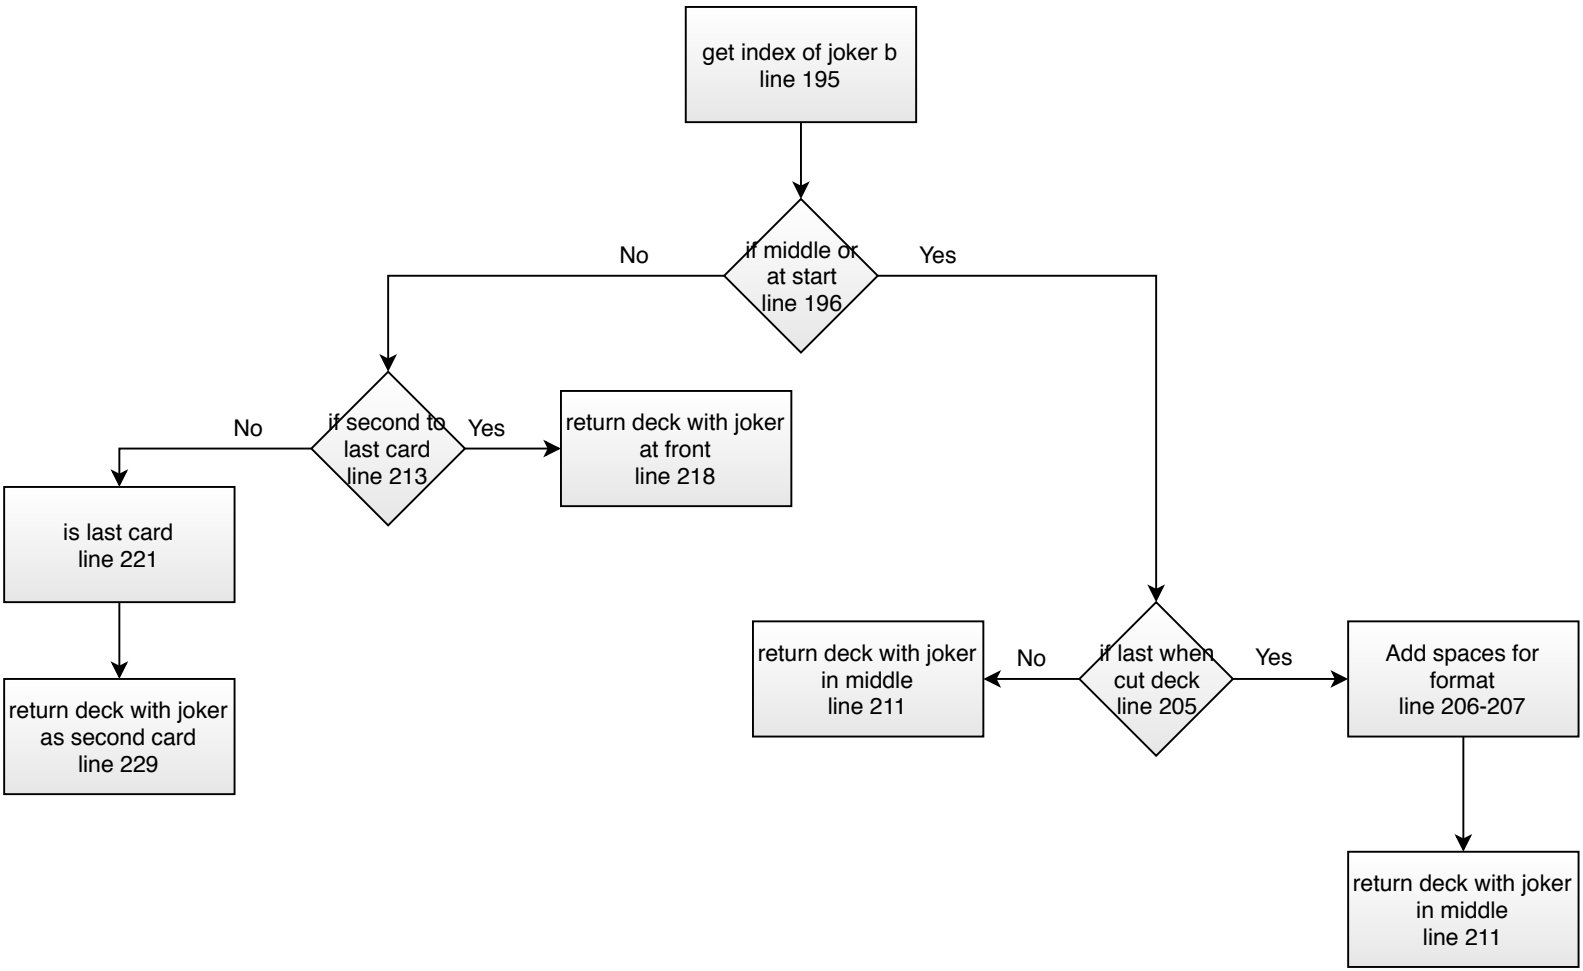 get index of joker b
line 195
if middle or
at start
line 196
No
Yes
if second to
last card
line 213
No
Yes
return deck with joker
at front
line 218
is last card
line 221
return deck with joker
as second card
line 229
if last when
cut deck
line 205
No
Yes
return deck with joker
in middle
line 211
Add spaces for
format
line 206-207
return deck with joker
in middle
line 211